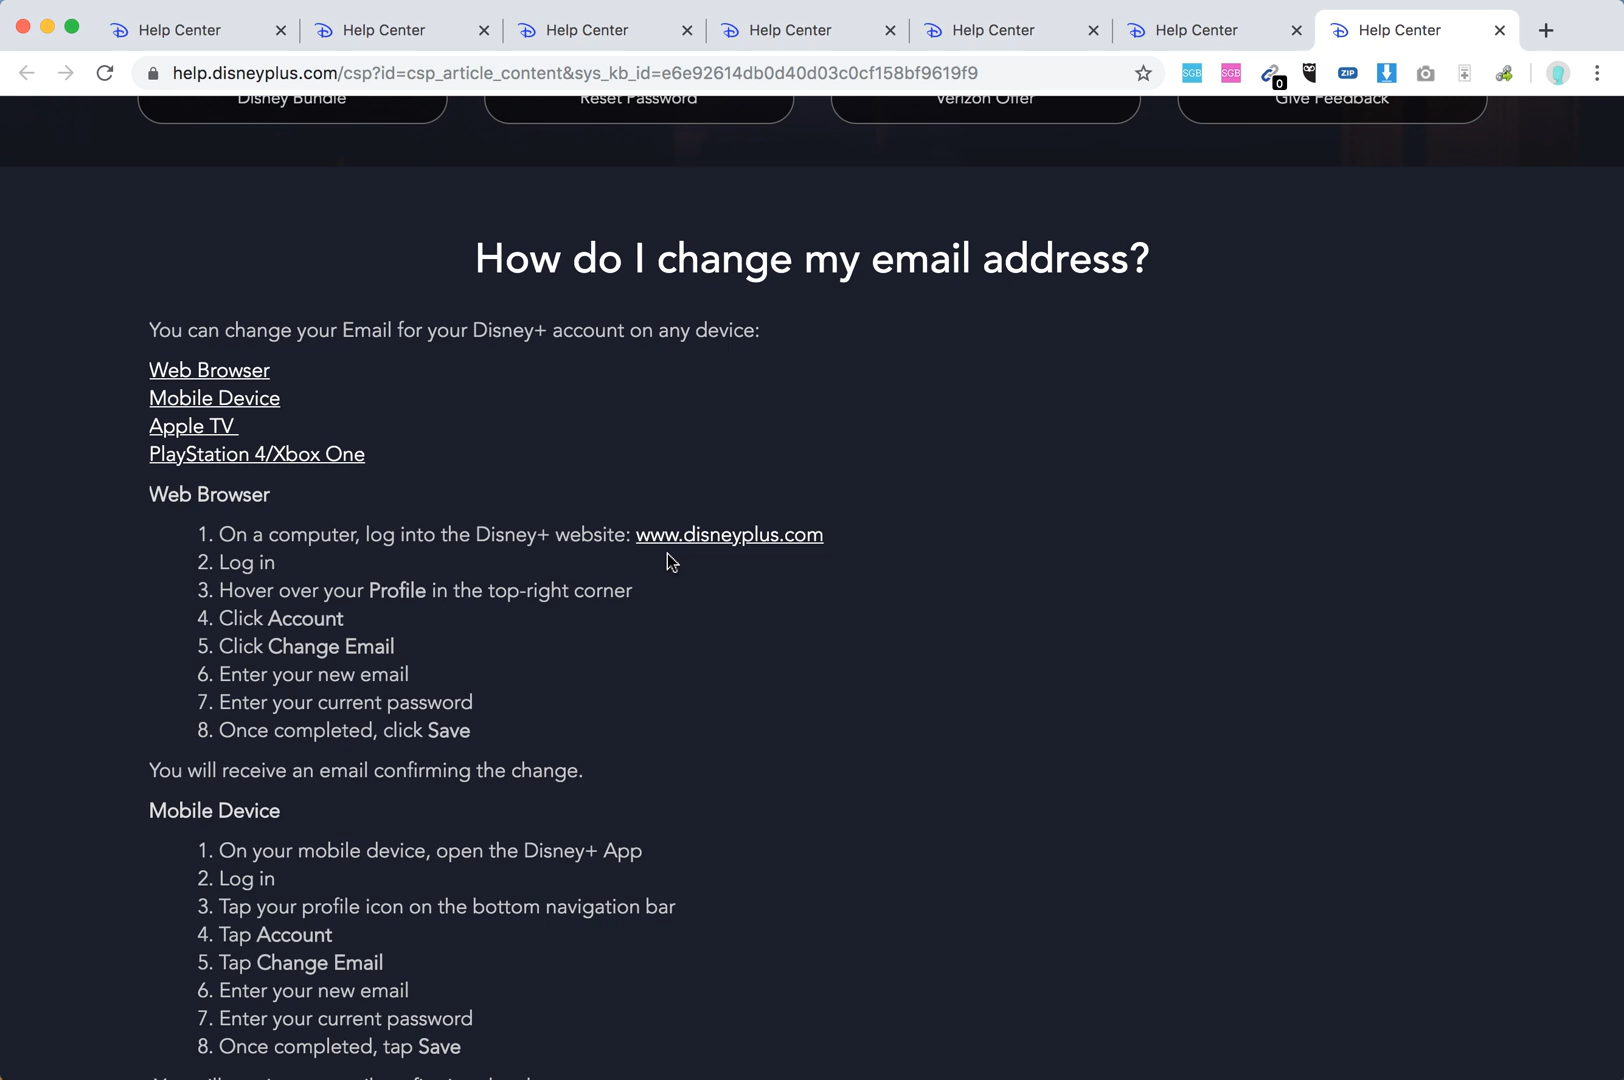 Help Center Help Center Help Center Help Center Help Center Help Center Help Center
help.disneyplus.com/csp?id=csp_article_content&sys_kb_id=e6e92614db0d40d03c0cf158bf9619f9 SGB SGB 0 ZIP
Disney Bundle Reset Password Verizon Offer Give Feedback
How do I change my email address?
You can change your Email for your Disney+ account on any device:
Web Browser
Mobile Device
Apple TV
PlayStation 4/Xbox One
Web Browser
1. On a computer, log into the Disney+ website: www.disneyplus.com
2. Log in
3. Hover over your Profile in the top-right corner
4. Click Account
5. Click Change Email
6. Enter your new email
7. Enter your current password
8. Once completed, click Save
You will receive an email confirming the change.
Mobile Device
1. On your mobile device, open the Disney+ App
2. Log in
3. Tap your profile icon on the bottom navigation bar
4. Tap Account
5. Tap Change Email
6. Enter your new email
7. Enter your current password
8. Once completed, tap Save